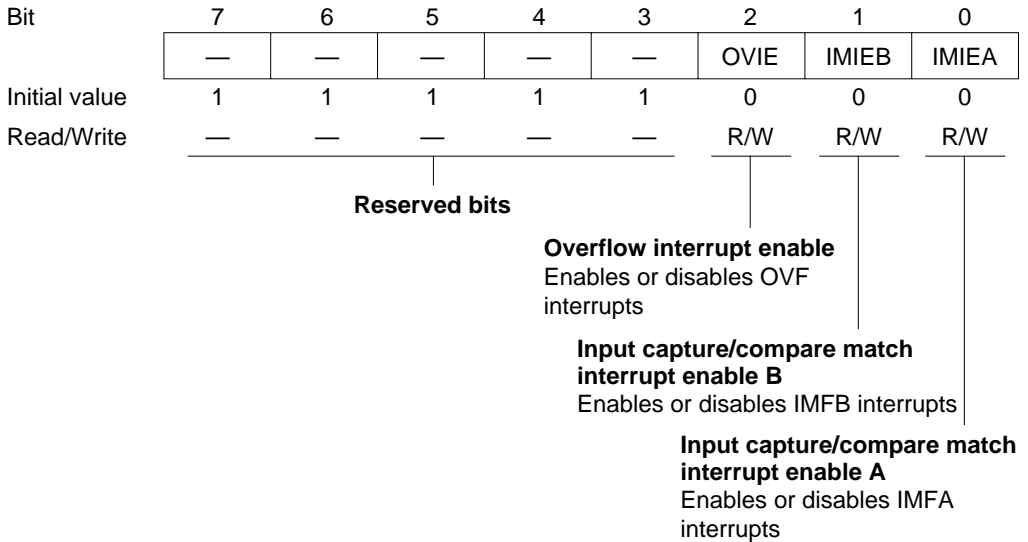 Bit 7 6 5 4 3 2 1 0
— — — — — OVIE IMIEB IMIEA
Initial value 1 1 1 1 1 0 0 0
Read/Write — — — — — R/W R/W R/W
Reserved bits
Overflow interrupt enable
Enables or disables OVF
interrupts
Input capture/compare match
interrupt enable B
Enables or disables IMFB interrupts
Input capture/compare match
interrupt enable A
Enables or disables IMFA
interrupts